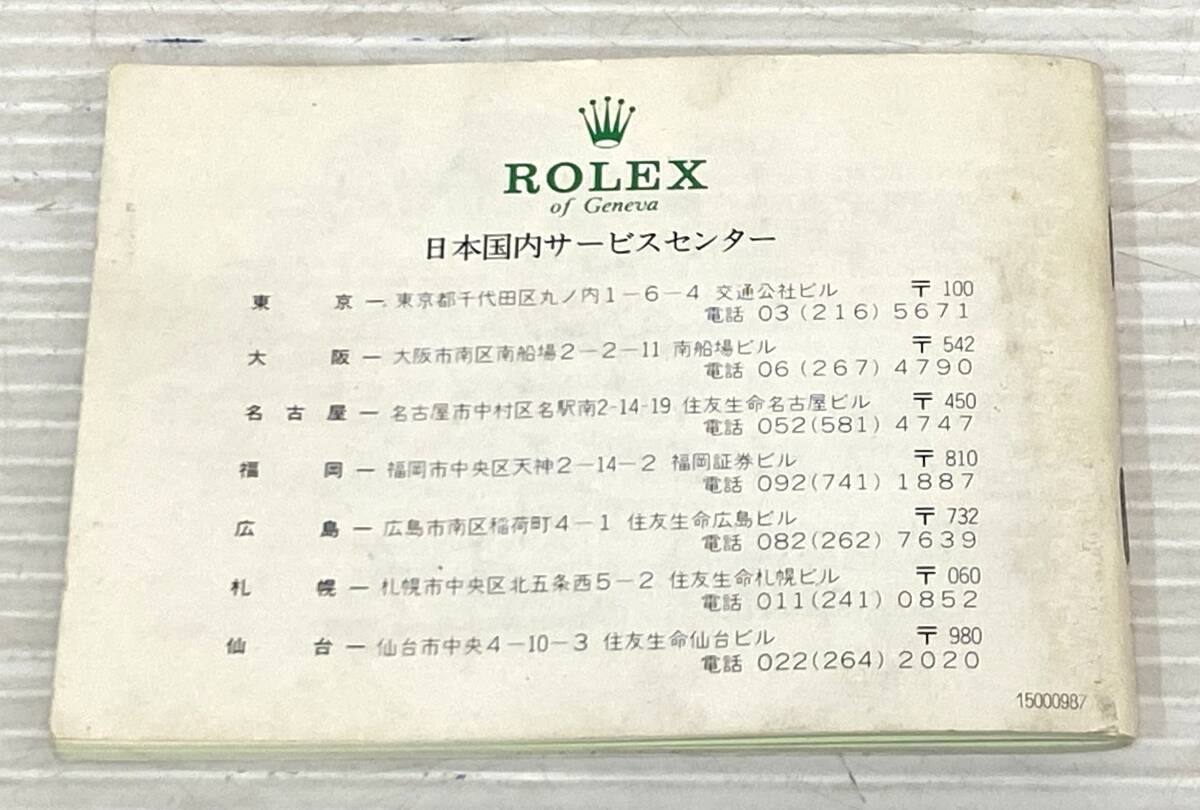 ROLEX
of Geneva
日本国内サービスセンター
東京 ー 東京都千代田区丸ノ内1-6-4 交通公社ビル 〒100
電話 03(216)5671
大阪 ー 大阪市南区南船場2-2-11 南船場ビル 〒542
電話 06(267)4790
名古屋 ー 名古屋市中村区名駅南2-14-19 住友生命名古屋ビル 〒450
電話 052(581)4747
福岡 ー 福岡市中央区天神2-14-2 福岡証券ビル 〒810
電話 092(741)1887
広島 ー 広島市南区稲荷町4-1 住友生命広島ビル 〒732
電話 082(262)7639
札幌 ー 札幌市中央区北五条西5-2 住友生命札幌ビル 〒060
電話 011(241)0852
仙台 ー 仙台市中央4-10-3 住友生命仙台ビル 〒980
電話 022(264)2020
15000987